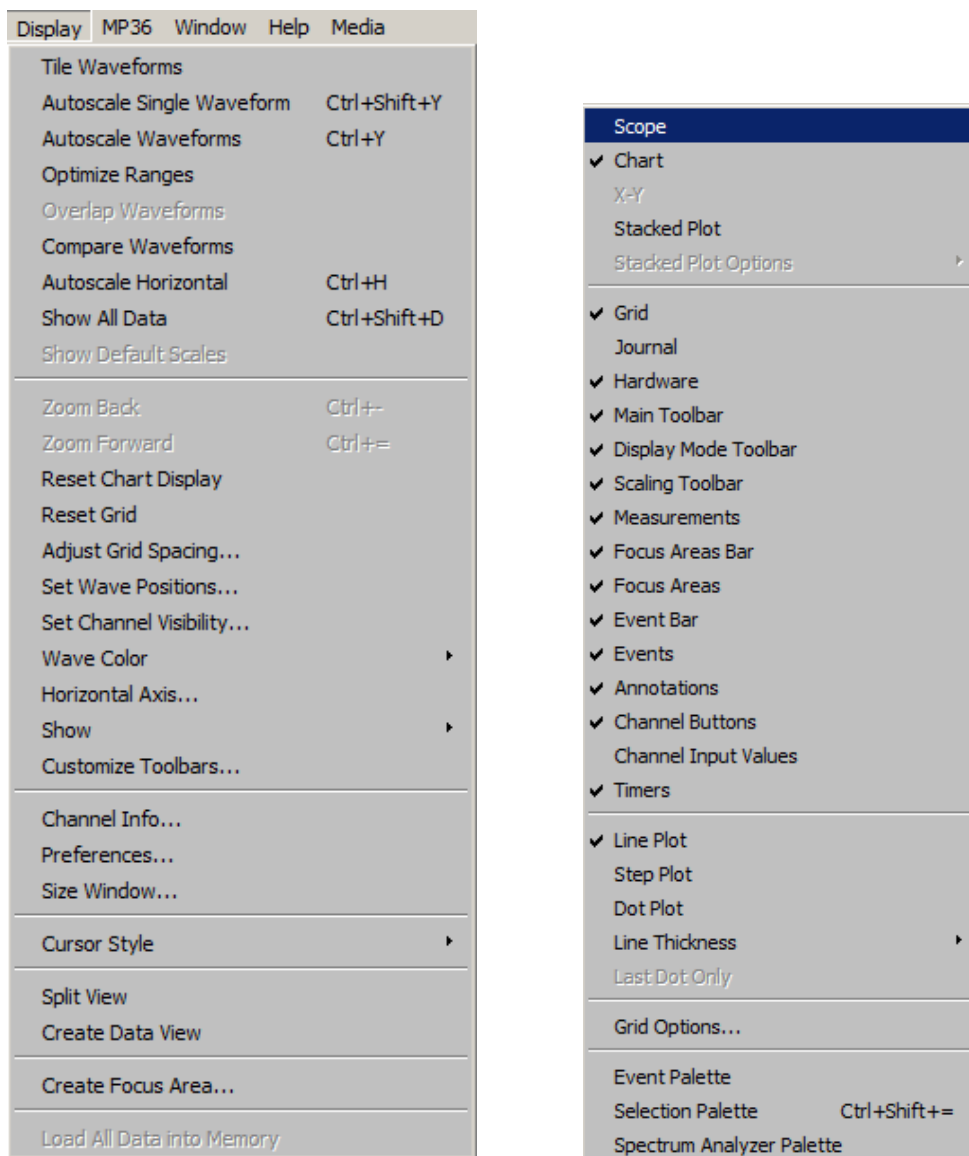 Display MP36 Window Help Media
Tile Waveforms
Autoscale Single Waveform Ctrl+Shift+Y
Autoscale Waveforms Ctrl+Y
Optimize Ranges
Overlap Waveforms
Compare Waveforms
Autoscale Horizontal Ctrl+H
Show All Data Ctrl+Shift+D
Show Default Scales
Zoom Back Ctrl+-
Zoom Forward Ctrl+=
Reset Chart Display
Reset Grid
Adjust Grid Spacing...
Set Wave Positions...
Set Channel Visibility...
Wave Color
Horizontal Axis...
Show
Customize Toolbars...
Channel Info...
Preferences...
Size Window...
Cursor Style
Split View
Create Data View
Create Focus Area...
Load All Data into Memory
Scope
Chart
X-Y
Stacked Plot
Stacked Plot Options
Grid
Journal
Hardware
Main Toolbar
Display Mode Toolbar
Scaling Toolbar
Measurements
Focus Areas Bar
Focus Areas
Event Bar
Events
Annotations
Channel Buttons
Channel Input Values
Timers
Line Plot
Step Plot
Dot Plot
Line Thickness
Last Dot Only
Grid Options...
Event Palette
Selection Palette Ctrl+Shift+=
Spectrum Analyzer Palette